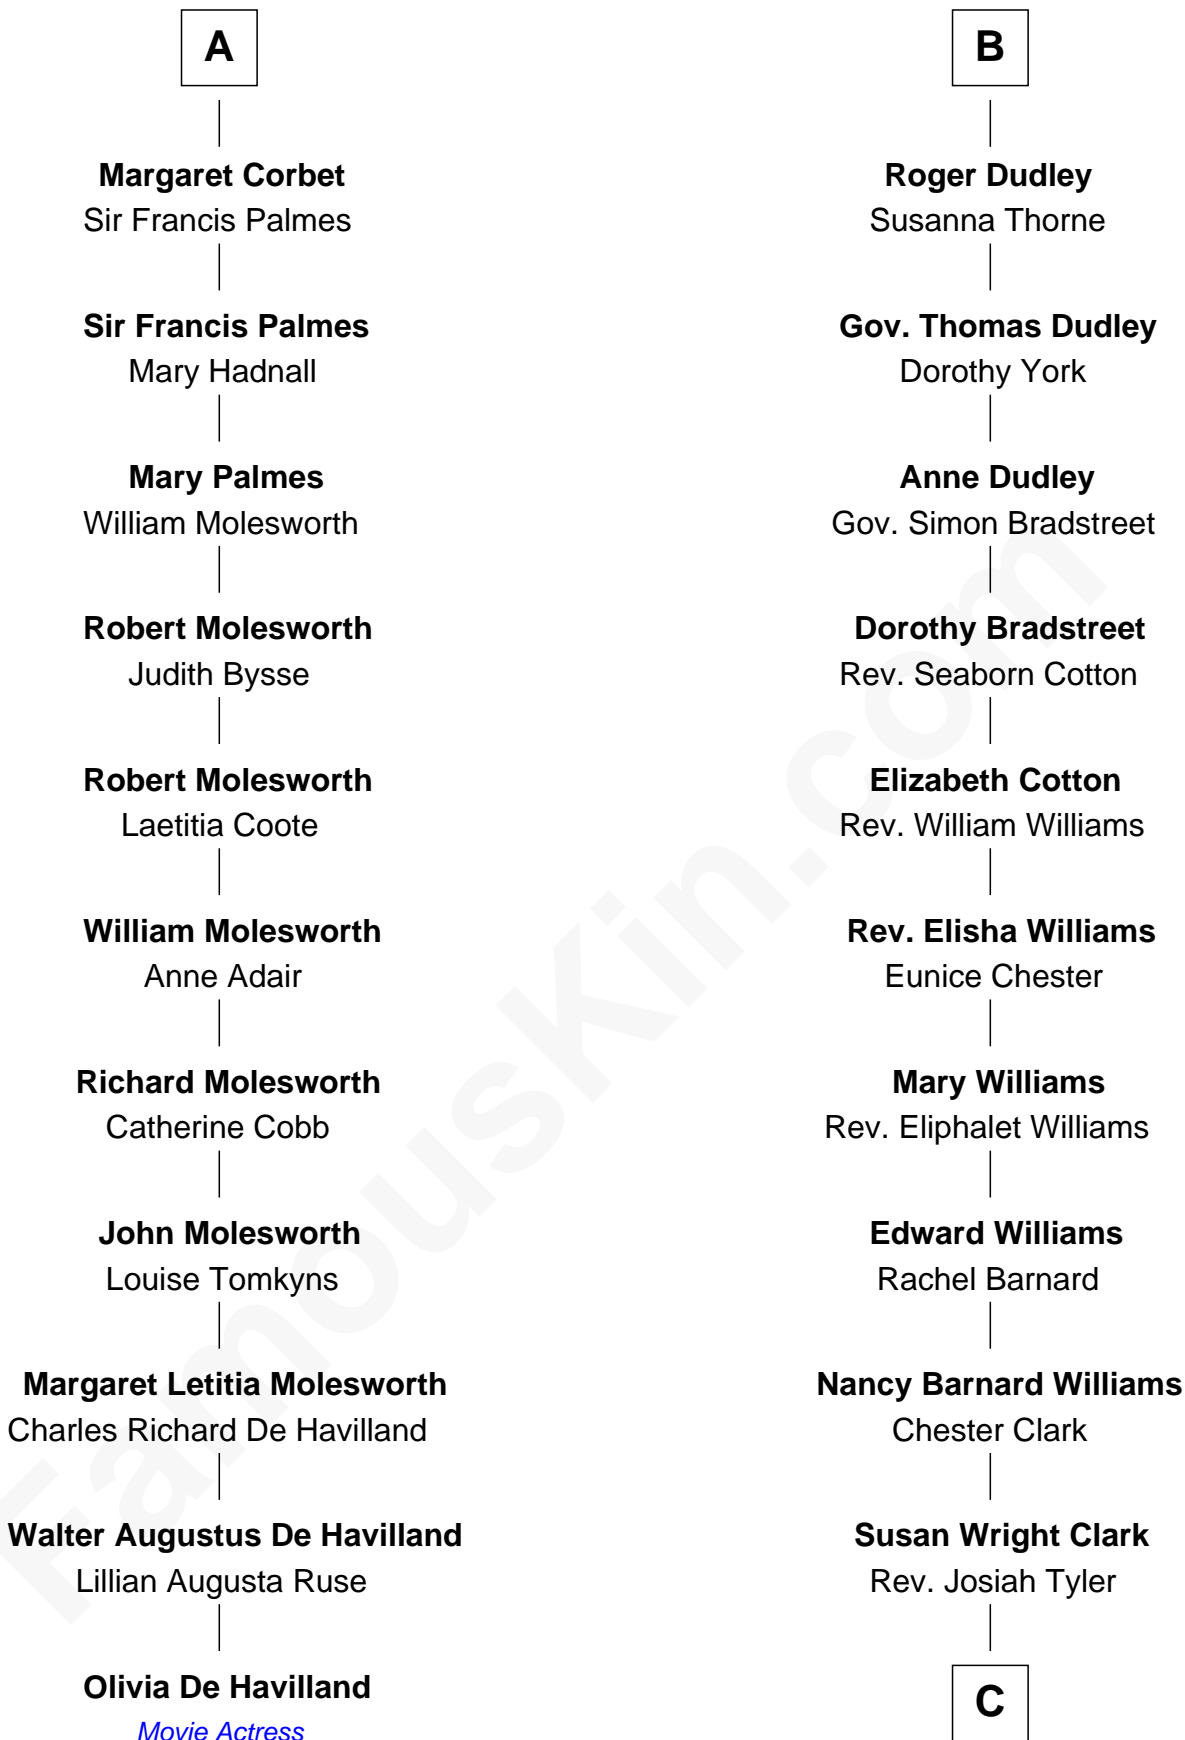 A
Margaret Corbet
Sir Francis Palmes
Sir Francis Palmes
Mary Hadnall
Mary Palmes
William Molesworth
Robert Molesworth
Judith Bysse
Robert Molesworth
Laetitia Coote
William Molesworth
Anne Adair
Richard Molesworth
Catherine Cobb
John Molesworth
Louise Tomkyns
Margaret Letitia Molesworth
Charles Richard De Havilland
Walter Augustus De Havilland
Lillian Augusta Ruse
Olivia De Havilland
Movie Actress
B
Roger Dudley
Susanna Thorne
Gov. Thomas Dudley
Dorothy York
Anne Dudley
Gov. Simon Bradstreet
Dorothy Bradstreet
Rev. Seaborn Cotton
Elizabeth Cotton
Rev. William Williams
Rev. Elisha Williams
Eunice Chester
Mary Williams
Rev. Eliphalet Williams
Edward Williams
Rachel Barnard
Nancy Barnard Williams
Chester Clark
Susan Wright Clark
Rev. Josiah Tyler
C
FamousKin.com